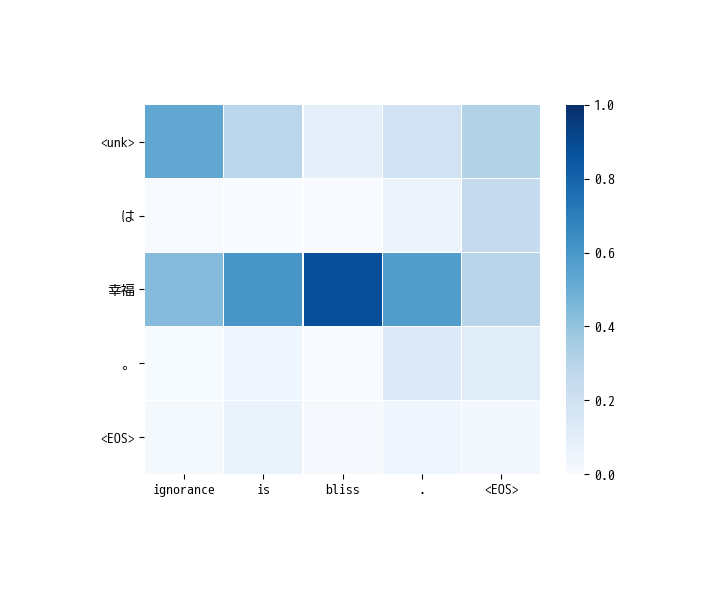 <unk>
は
幸福
。
<EOS>
ignorance is bliss . <EOS>
1.0
0.8
0.6
0.4
0.2
0.0